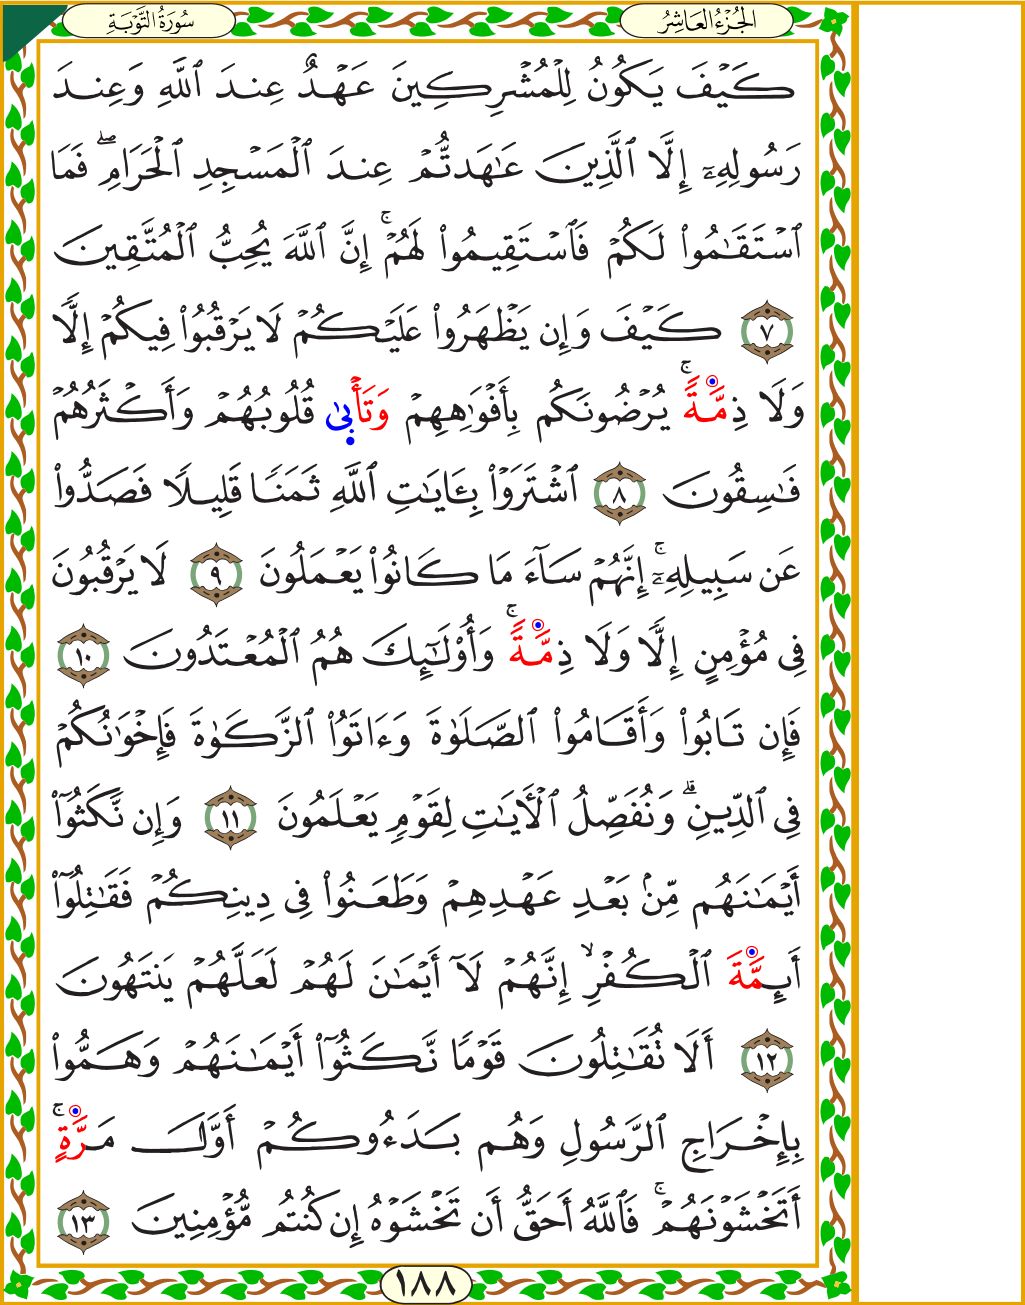 سُورَةُ التَّوْبَةِ
الجُزْءُ العَاشِرُ
كَيْفَ يَكُونُ لِلْمُشْرِكِينَ عَهْدٌ عِندَ ٱللَّهِ وَعِندَ
رَسُولِهِۦٓ إِلَّا ٱلَّذِينَ عَٰهَدتُّمْ عِندَ ٱلْمَسْجِدِ ٱلْحَرَامِ ۖ فَمَا
ٱسْتَقَٰمُوا۟ لَكُمْ فَٱسْتَقِيمُوا۟ لَهُمْ ۚ إِنَّ ٱللَّهَ يُحِبُّ ٱلْمُتَّقِينَ
٧ كَيْفَ وَإِن يَظْهَرُوا۟ عَلَيْكُمْ لَا يَرْقُبُوا۟ فِيكُمْ إِلًّا
وَلَا ذِمَّةً ۚ يُرْضُونَكُم بِأَفْوَٰهِهِمْ وَتَأْبَىٰ قُلُوبُهُمْ وَأَكْثَرُهُمْ
فَٰسِقُونَ ٨ ٱشْتَرَوْا۟ بِـَٔايَٰتِ ٱللَّهِ ثَمَنًا قَلِيلًا فَصَدُّوا۟
عَن سَبِيلِهِۦٓ ۚ إِنَّهُمْ سَآءَ مَا كَانُوا۟ يَعْمَلُونَ ٩ لَا يَرْقُبُونَ
فِى مُؤْمِنٍ إِلًّا وَلَا ذِمَّةً ۚ وَأُو۟لَٰٓئِكَ هُمُ ٱلْمُعْتَدُونَ ١٠
فَإِن تَابُوا۟ وَأَقَامُوا۟ ٱلصَّلَوٰةَ وَءَاتَوُا۟ ٱلزَّكَوٰةَ فَإِخْوَٰنُكُمْ
فِى ٱلدِّينِ ۗ وَنُفَصِّلُ ٱلْـَٔايَٰتِ لِقَوْمٍ يَعْلَمُونَ ١١ وَإِن نَّكَثُوٓا۟
أَيْمَٰنَهُم مِّنۢ بَعْدِ عَهْدِهِمْ وَطَعَنُوا۟ فِى دِينِكُمْ فَقَٰتِلُوٓا۟
أَئِمَّةَ ٱلْكُفْرِ ۙ إِنَّهُمْ لَآ أَيْمَٰنَ لَهُمْ لَعَلَّهُمْ يَنتَهُونَ
١٢ أَلَا تُقَٰتِلُونَ قَوْمًا نَّكَثُوٓا۟ أَيْمَٰنَهُمْ وَهَمُّوا۟
بِإِخْرَاجِ ٱلرَّسُولِ وَهُم بَدَءُوكُمْ أَوَّلَ مَرَّةٍ ۚ
أَتَخْشَوْنَهُمْ ۚ فَٱللَّهُ أَحَقُّ أَن تَخْشَوْهُ إِن كُنتُم مُّؤْمِنِينَ ١٣
١٨٨